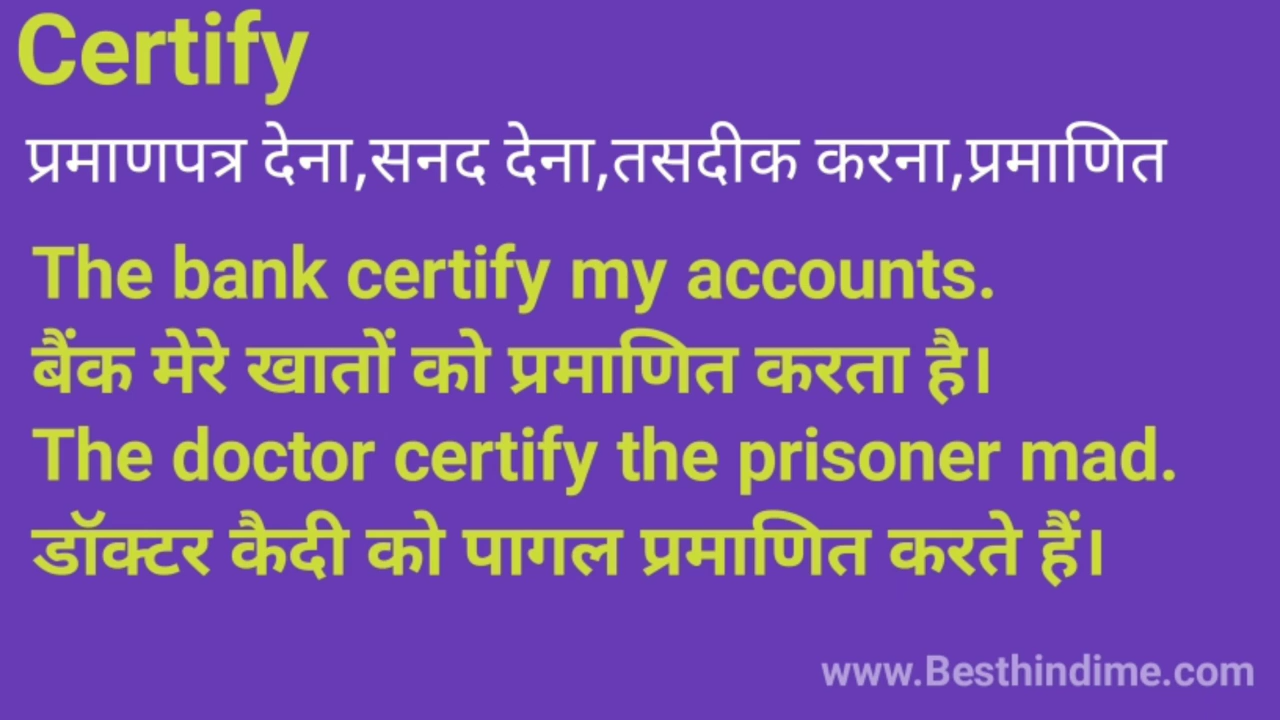 Certify
प्रमाणपत्र देना,सनद देना,तसदीक करना,प्रमाणित
The bank certify my accounts.
बैंक मेरे खातों को प्रमाणित करता है।
The doctor certify the prisoner mad.
डॉक्टर कैदी को पागल प्रमाणित करते हैं।
www.Besthindime.com